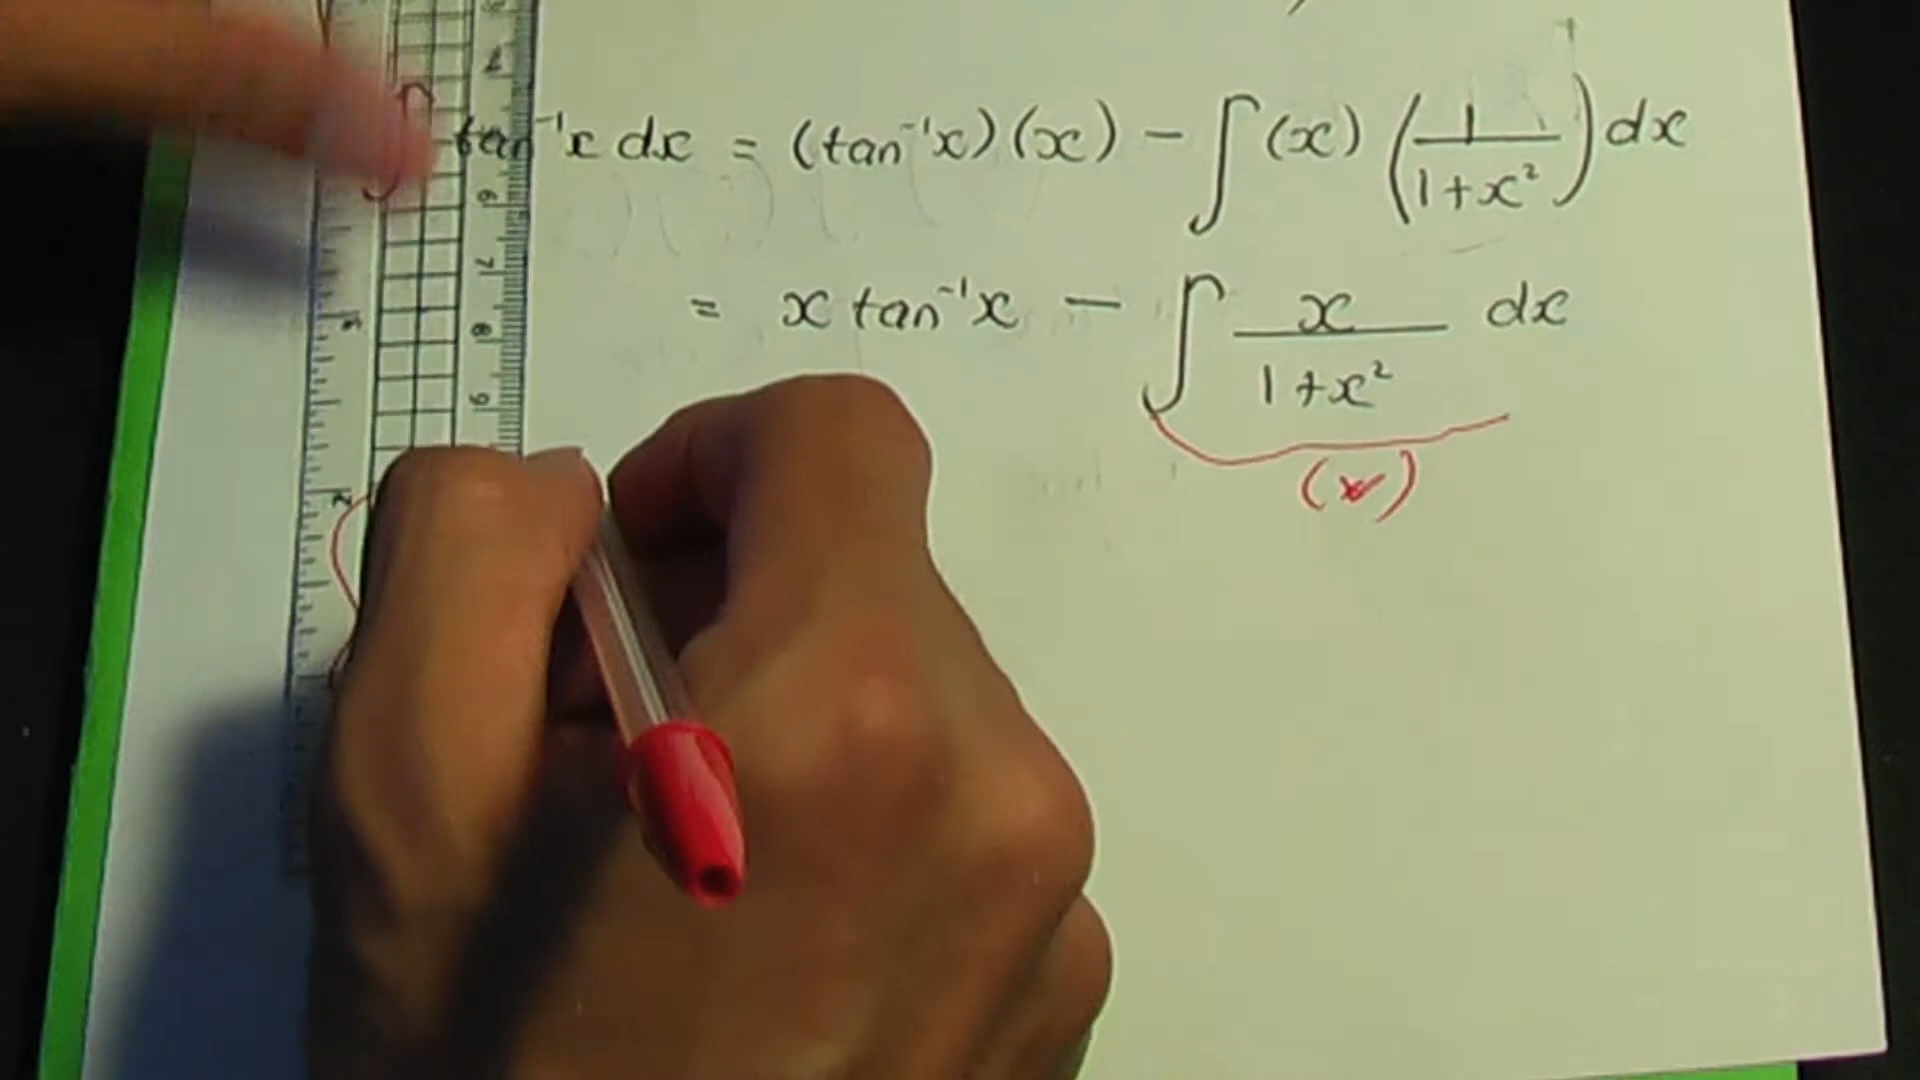 ∫ tan⁻¹x dx = (tan⁻¹x)(x) − ∫(x) (1/(1+x²)) dx
= x tan⁻¹x − ∫ x/(1+x²) dx